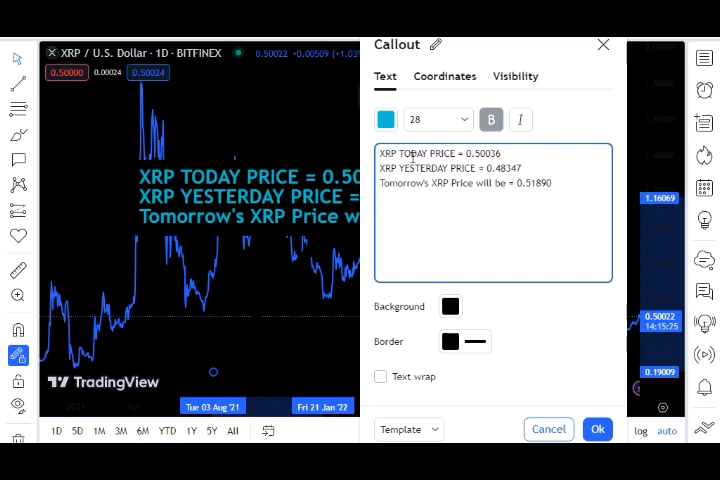 XRP / U.S. Dollar · 1D · BITFINEX
0.50022 +0.00509 (+1.03
0.50000 0.00024 0.50024
XRP TODAY PRICE = 0.50
XRP YESTERDAY PRICE =
Tomorrow's XRP Price w
TradingView
2021
Tue 03 Aug '21
Fri 21 Jan '22
1D 5D 1M 3M 6M YTD 1Y 5Y All
Callout
Text Coordinates Visibility
28 B I
XRP TODAY PRICE = 0.50036
XRP YESTERDAY PRICE = 0.48347
Tomorrow's XRP Price will be = 0.51890
Background
Border
Text wrap
Template
Cancel
Ok
1.40000
1.16069
0.50022
14:15:25
0.19009
log auto